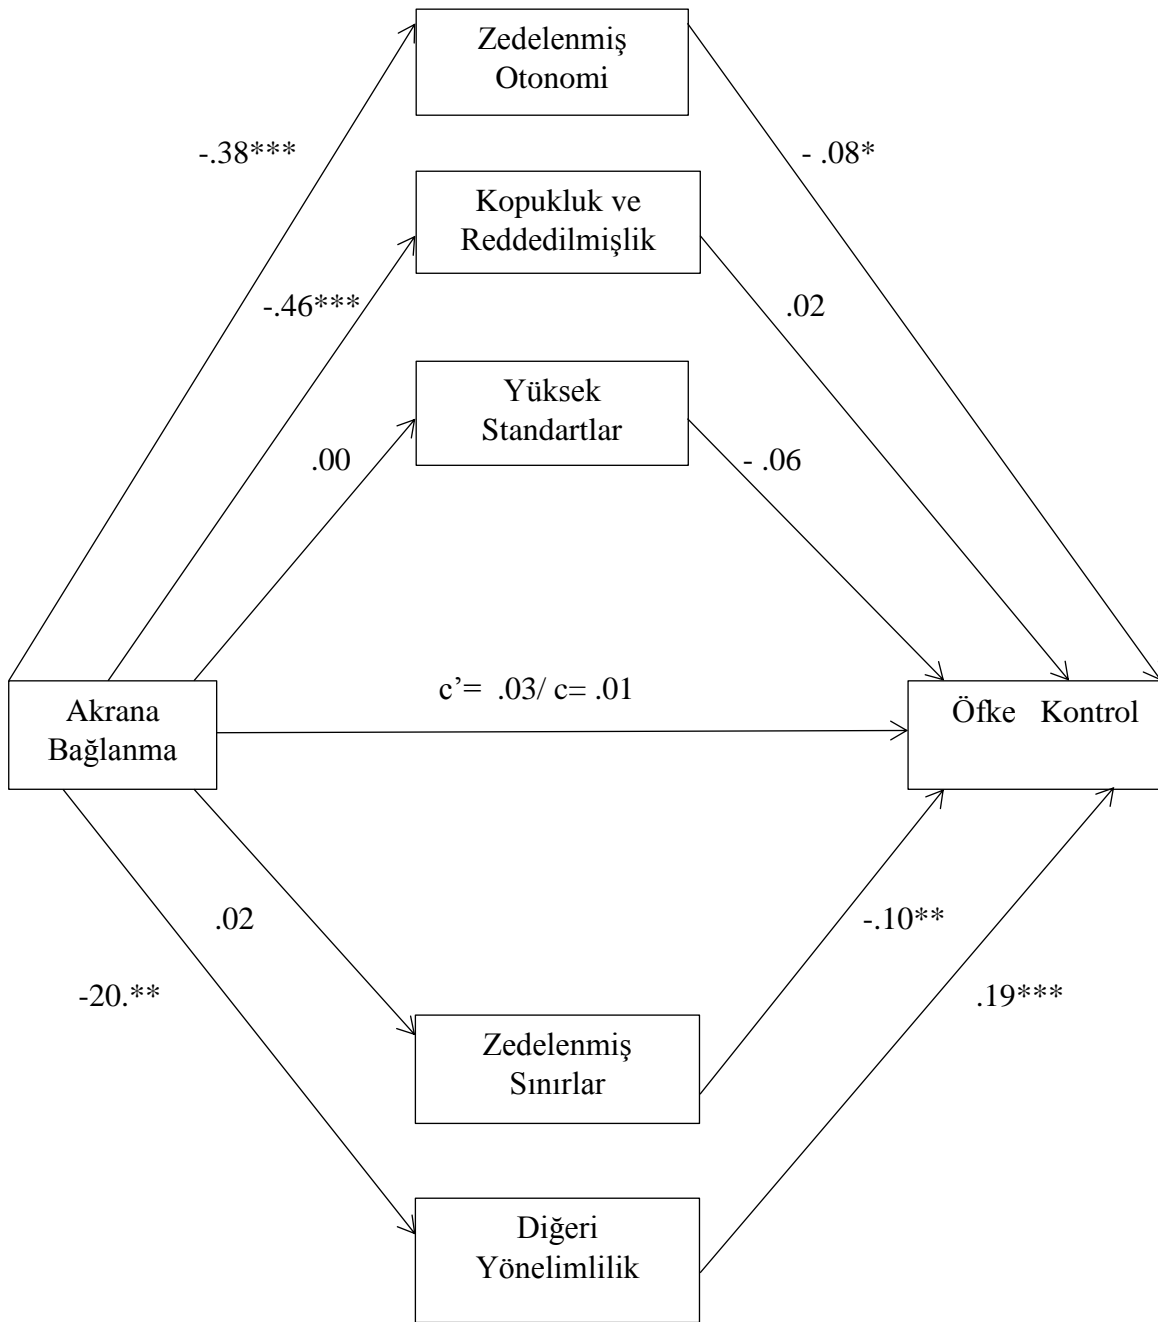 Zedelenmiş
Otonomi
-.38***
- .08*
Kopukluk ve
Reddedilmişlik
-.46***
.02
Yüksek
Standartlar
.00
- .06
c’= .03/ c= .01
Akrana
Bağlanma
Öfke Kontrol
.02
-.10**
-20.**
.19***
Zedelenmiş
Sınırlar
Diğeri
Yönelimlilik